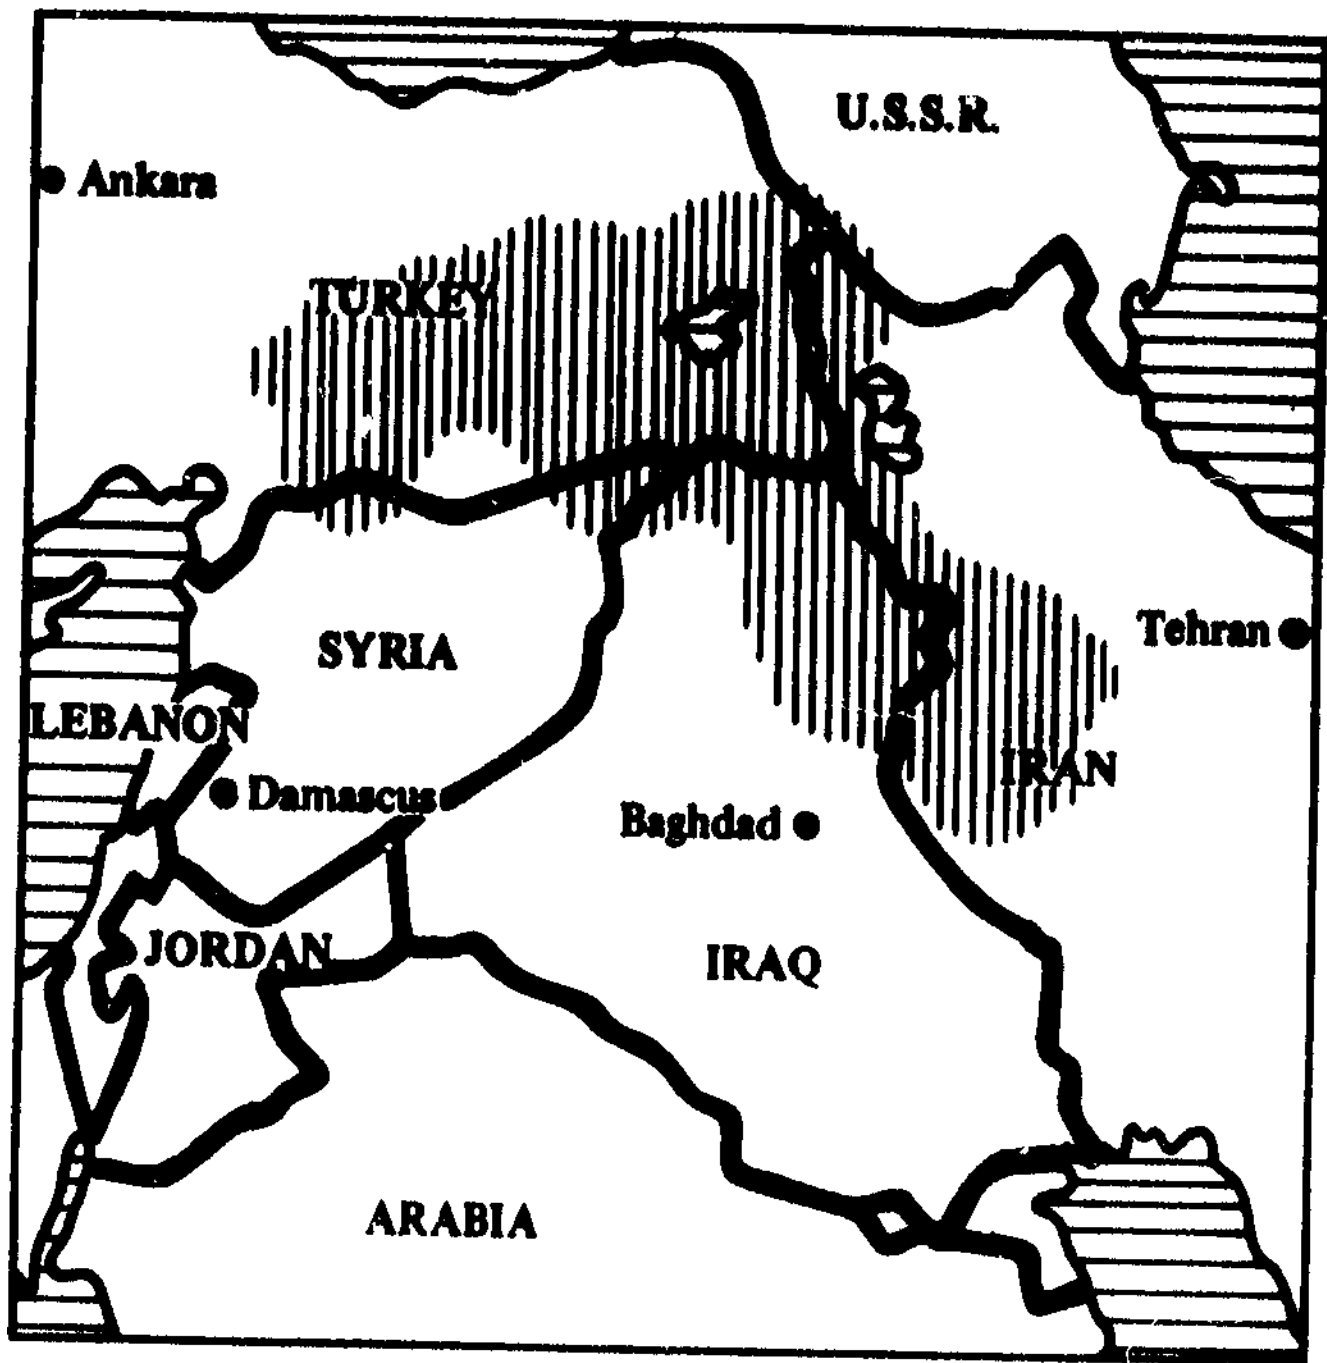 U.S.S.R.
Ankara
TURKEY
SYRIA
Tehran
LEBANON
Damascus
IRAN
Baghdad
JORDAN
IRAQ
ARABIA